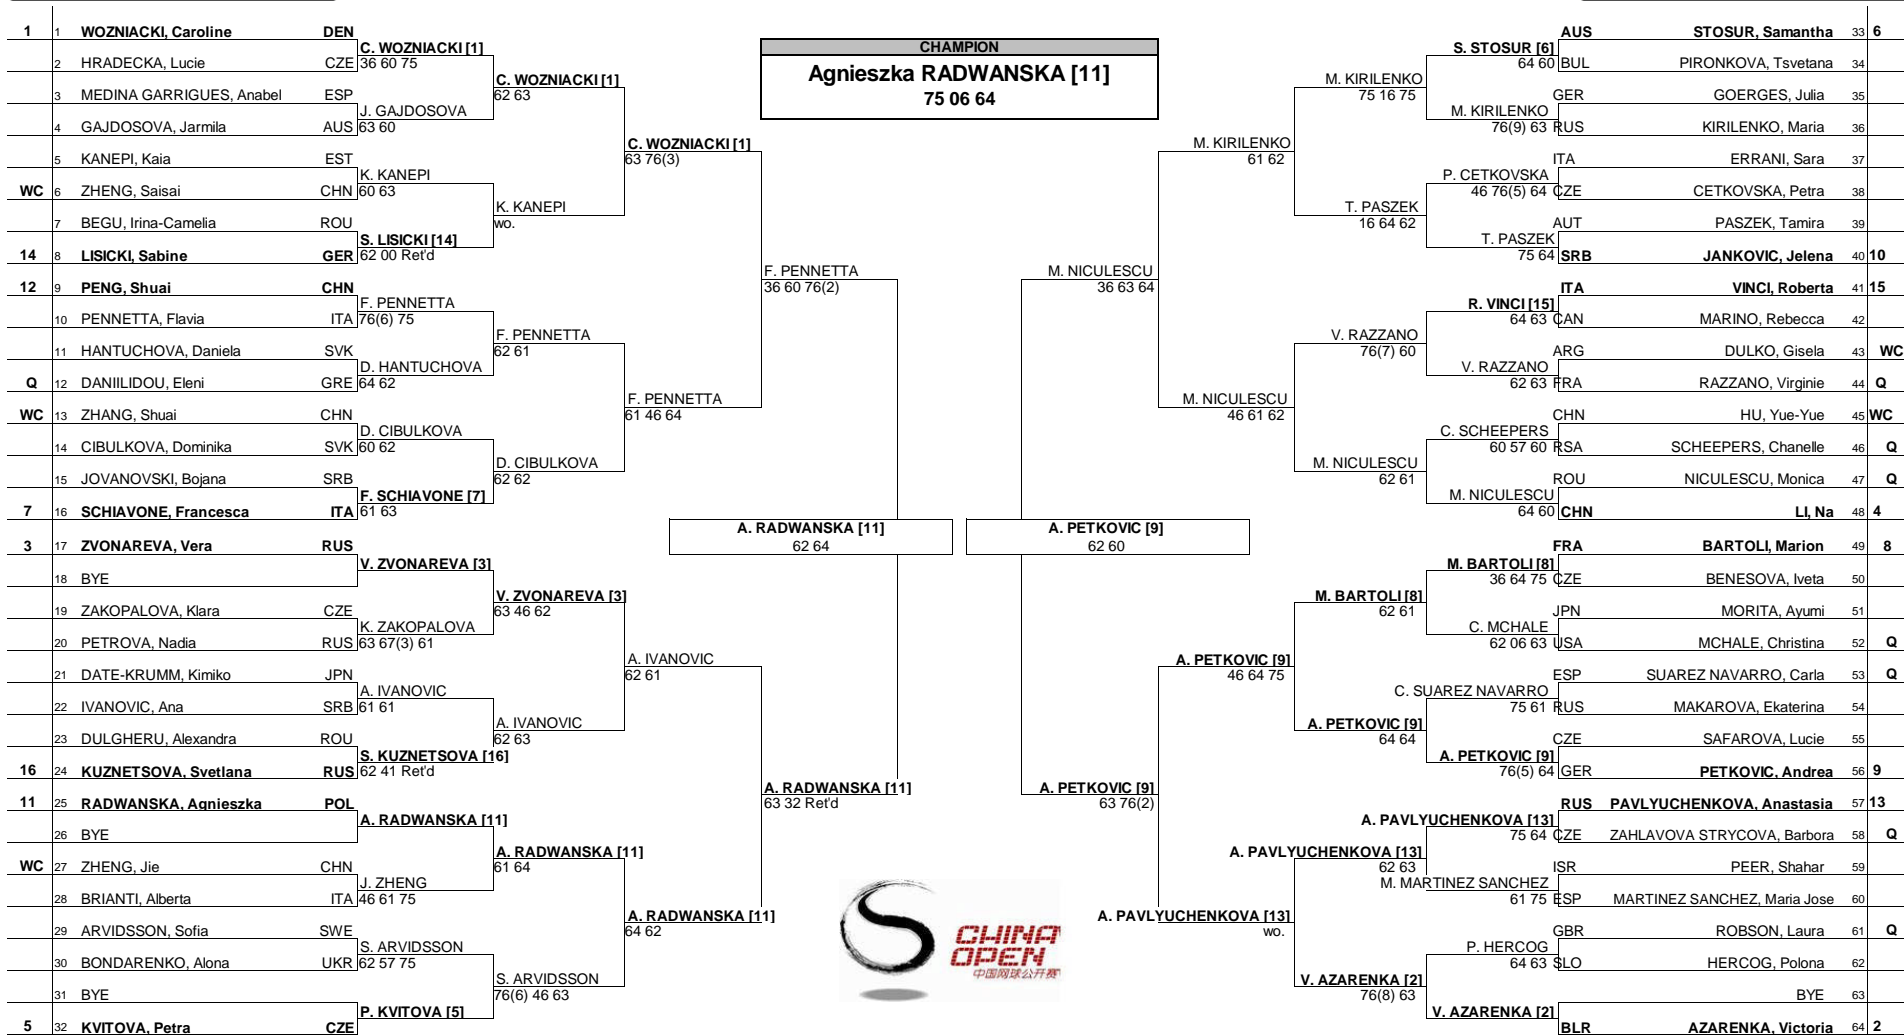 1 1 WOZNIACKI, Caroline DEN
C. WOZNIACKI [1]
2 HRADECKA, Lucie CZE 36 60 75
C. WOZNIACKI [1]
3 MEDINA GARRIGUES, Anabel ESP 62 63
J. GAJDOSOVA
4 GAJDOSOVA, Jarmila AUS 63 60
C. WOZNIACKI [1]
5 KANEPI, Kaia EST 63 76(3)
K. KANEPI
WC 6 ZHENG, Saisai CHN 60 63
K. KANEPI
7 BEGU, Irina-Camelia ROU wo.
S. LISICKI [14]
14 8 LISICKI, Sabine GER 62 00 Ret'd
F. PENNETTA
12 9 PENG, Shuai CHN 36 60 76(2)
F. PENNETTA
10 PENNETTA, Flavia ITA 76(6) 75
F. PENNETTA
11 HANTUCHOVA, Daniela SVK 62 61
D. HANTUCHOVA
Q 12 DANIILIDOU, Eleni GRE 64 62
F. PENNETTA
WC 13 ZHANG, Shuai CHN 61 46 64
D. CIBULKOVA
14 CIBULKOVA, Dominika SVK 60 62
D. CIBULKOVA
15 JOVANOVSKI, Bojana SRB 62 62
F. SCHIAVONE [7]
7 16 SCHIAVONE, Francesca ITA 61 63
A. RADWANSKA [11]
62 64
3 17 ZVONAREVA, Vera RUS
V. ZVONAREVA [3]
18 BYE
V. ZVONAREVA [3]
19 ZAKOPALOVA, Klara CZE 63 46 62
K. ZAKOPALOVA
20 PETROVA, Nadia RUS 63 67(3) 61
A. IVANOVIC
21 DATE-KRUMM, Kimiko JPN 62 61
A. IVANOVIC
22 IVANOVIC, Ana SRB 61 61
A. IVANOVIC
23 DULGHERU, Alexandra ROU 62 63
S. KUZNETSOVA [16]
16 24 KUZNETSOVA, Svetlana RUS 62 41 Ret'd
A. RADWANSKA [11]
11 25 RADWANSKA, Agnieszka POL 63 32 Ret'd
A. RADWANSKA [11]
26 BYE
A. RADWANSKA [11]
WC 27 ZHENG, Jie CHN 61 64
J. ZHENG
28 BRIANTI, Alberta ITA 46 61 75
A. RADWANSKA [11]
29 ARVIDSSON, Sofia SWE 64 62
S. ARVIDSSON
30 BONDARENKO, Alona UKR 62 57 75
S. ARVIDSSON
31 BYE 76(6) 46 63
P. KVITOVA [5]
5 32 KVITOVA, Petra CZE
CHAMPION
Agnieszka RADWANSKA [11]
75 06 64
AUS STOSUR, Samantha 33 6
S. STOSUR [6]
64 60 BUL PIRONKOVA, Tsvetana 34
M. KIRILENKO
75 16 75 GER GOERGES, Julia 35
M. KIRILENKO
76(9) 63 RUS KIRILENKO, Maria 36
M. KIRILENKO
61 62 ITA ERRANI, Sara 37
P. CETKOVSKA
46 76(5) 64 CZE CETKOVSKA, Petra 38
T. PASZEK
16 64 62 AUT PASZEK, Tamira 39
T. PASZEK
75 64 SRB JANKOVIC, Jelena 40 10
M. NICULESCU
36 63 64 ITA VINCI, Roberta 41 15
R. VINCI [15]
64 63 CAN MARINO, Rebecca 42
V. RAZZANO
76(7) 60 ARG DULKO, Gisela 43 WC
V. RAZZANO
62 63 FRA RAZZANO, Virginie 44 Q
M. NICULESCU
46 61 62 CHN HU, Yue-Yue 45 WC
C. SCHEEPERS
60 57 60 RSA SCHEEPERS, Chanelle 46 Q
M. NICULESCU
62 61 ROU NICULESCU, Monica 47 Q
M. NICULESCU
64 60 CHN LI, Na 48 4
A. PETKOVIC [9]
62 60
FRA BARTOLI, Marion 49 8
M. BARTOLI [8]
36 64 75 CZE BENESOVA, Iveta 50
M. BARTOLI [8]
62 61 JPN MORITA, Ayumi 51
C. MCHALE
62 06 63 USA MCHALE, Christina 52 Q
A. PETKOVIC [9]
46 64 75 ESP SUAREZ NAVARRO, Carla 53 Q
C. SUAREZ NAVARRO
75 61 RUS MAKAROVA, Ekaterina 54
A. PETKOVIC [9]
64 64 CZE SAFAROVA, Lucie 55
A. PETKOVIC [9]
76(5) 64 GER PETKOVIC, Andrea 56 9
A. PETKOVIC [9]
63 76(2) RUS PAVLYUCHENKOVA, Anastasia 57 13
A. PAVLYUCHENKOVA [13]
75 64 CZE ZAHLAVOVA STRYCOVA, Barbora 58 Q
A. PAVLYUCHENKOVA [13]
62 63 ISR PEER, Shahar 59
M. MARTINEZ SANCHEZ
61 75 ESP MARTINEZ SANCHEZ, Maria Jose 60
A. PAVLYUCHENKOVA [13]
wo. GBR ROBSON, Laura 61 Q
P. HERCOG
64 63 SLO HERCOG, Polona 62
V. AZARENKA [2]
76(8) 63 BYE 63
V. AZARENKA [2]
BLR AZARENKA, Victoria 64 2
CHINA
OPEN
中国网球公开赛